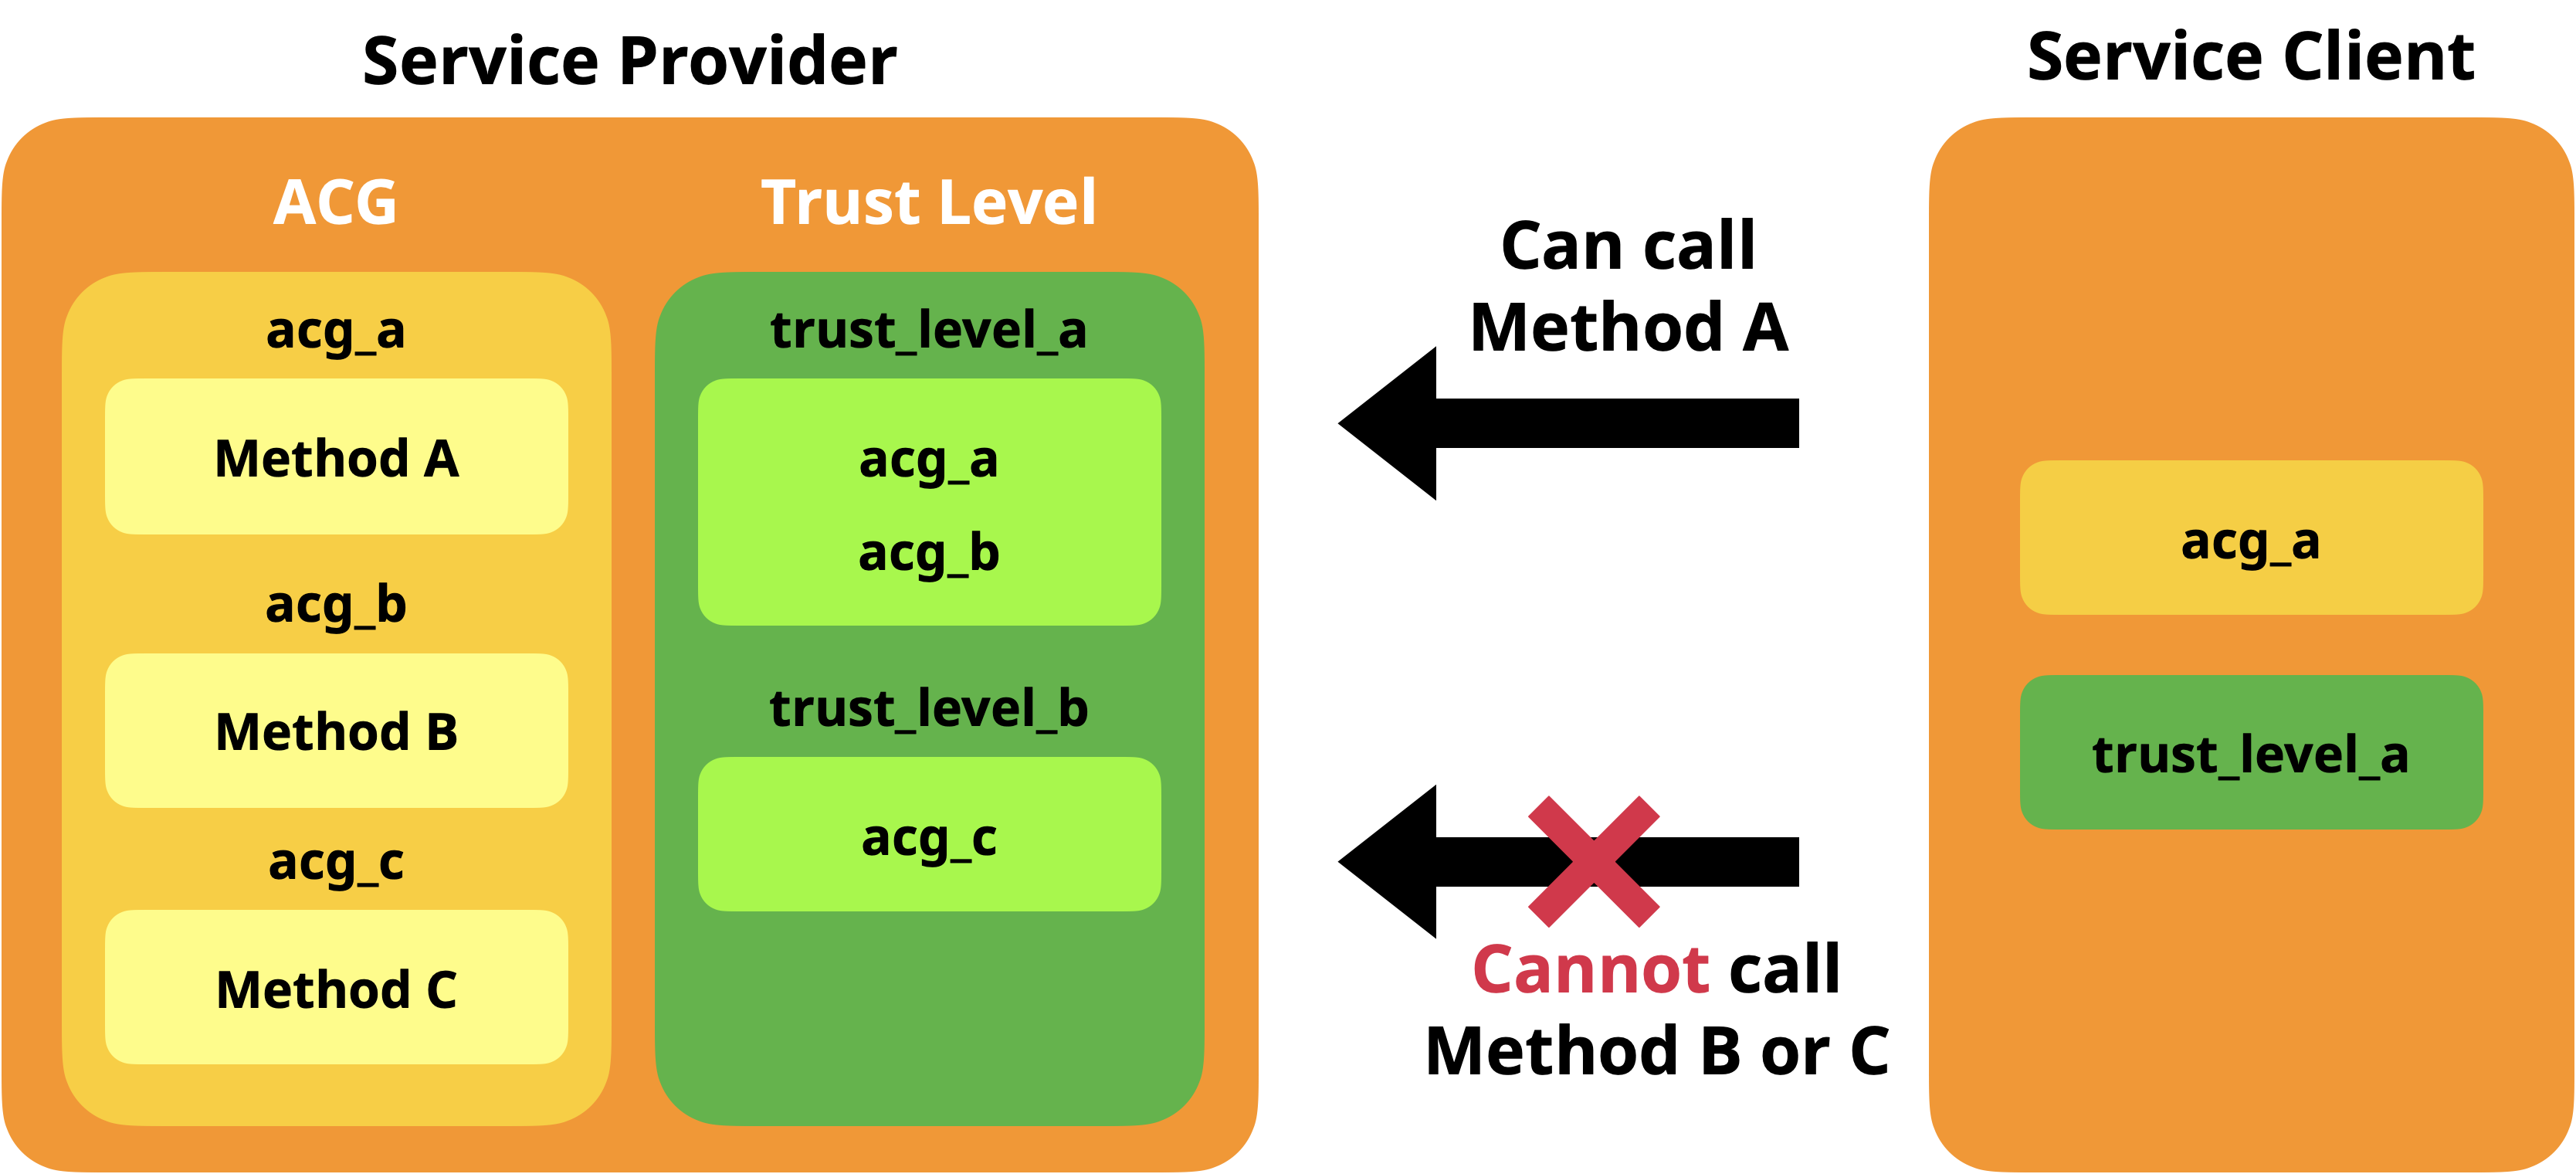 Service Provider
ACG
acg_a
Method A
acg_b
Method B
acg_c
Method C
Trust Level
trust_level_a
acg_a
acg_b
trust_level_b
acg_c
Can call
Method A
Cannot call
Method B or C
Service Client
acg_a
trust_level_a